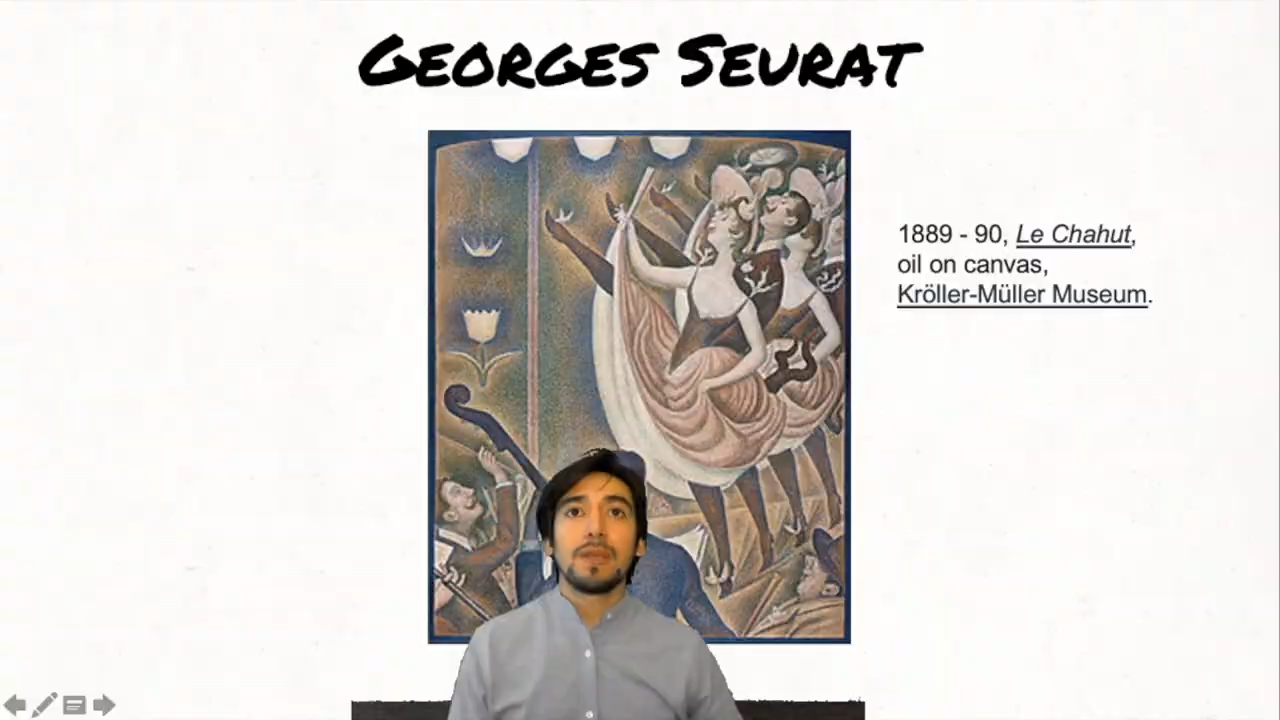 GEORGES SEURAT
1889 - 90, Le Chahut,
oil on canvas,
Kröller-Müller Museum.